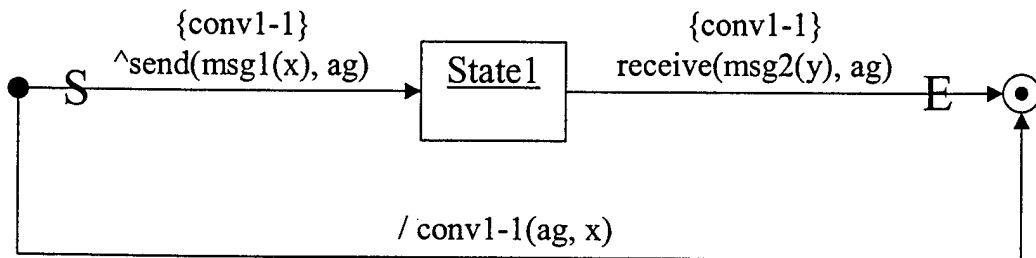 {conv1-1}
^send(msg1(x), ag)
S
State1
{conv1-1}
receive(msg2(y), ag)
E
/ conv1-1(ag, x)